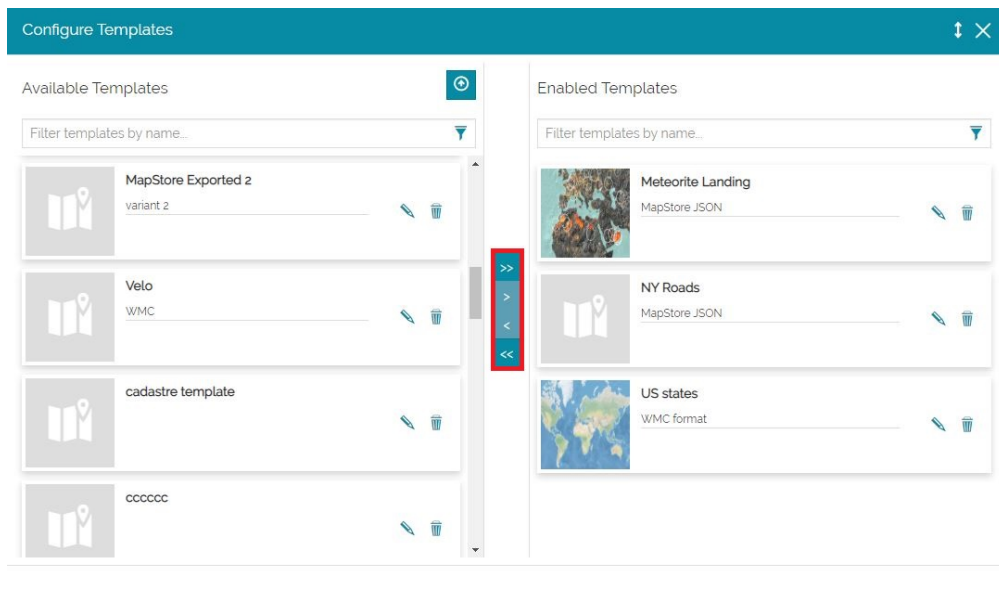 Configure Templates
Available Templates
Enabled Templates
Filter templates by name...
Filter templates by name...
MapStore Exported 2
variant 2
Velo
WMC
cadastre template
cccccc
>>
>
<
<<
Meteorite Landing
MapStore JSON
NY Roads
MapStore JSON
US states
WMC format